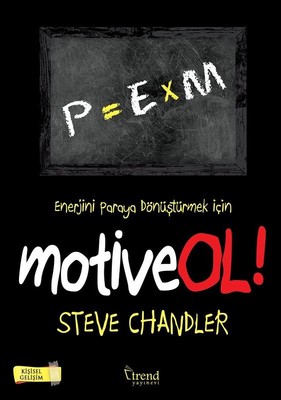 P = E x M
Enerjini Paraya Dönüştürmek için
motiveOL!
STEVE CHANDLER
KİŞİSEL
GELİŞİM
trend
yayınevi